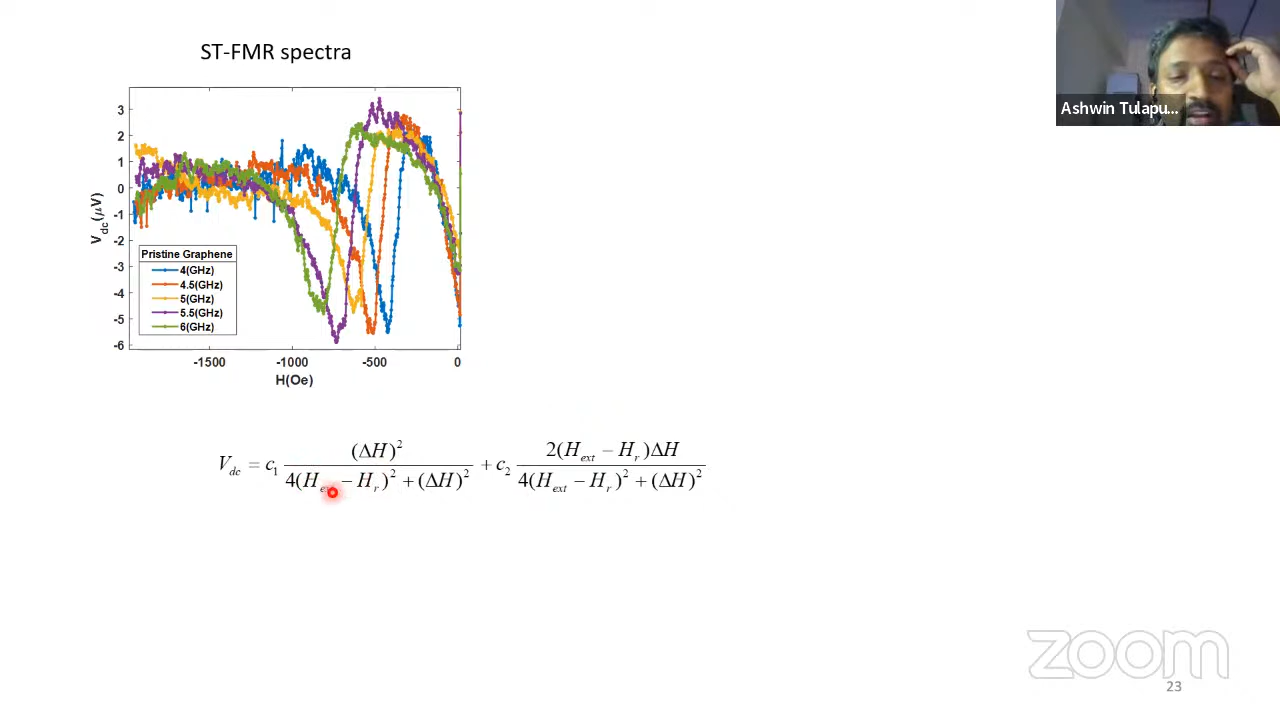 ST-FMR spectra
Ashwin Tulapu...
3
2
1
0
-1
-2
-3
-4
-5
-6
V_dc(μV)
Pristine Graphene
4(GHz)
4.5(GHz)
5(GHz)
5.5(GHz)
6(GHz)
-1500 -1000 -500 0
H(Oe)
V_dc = c_1 (ΔH)^2 / (4(H_ext − H_r)^2 + (ΔH)^2) + c_2 2(H_ext − H_r)ΔH / (4(H_ext − H_r)^2 + (ΔH)^2)
zoom
23